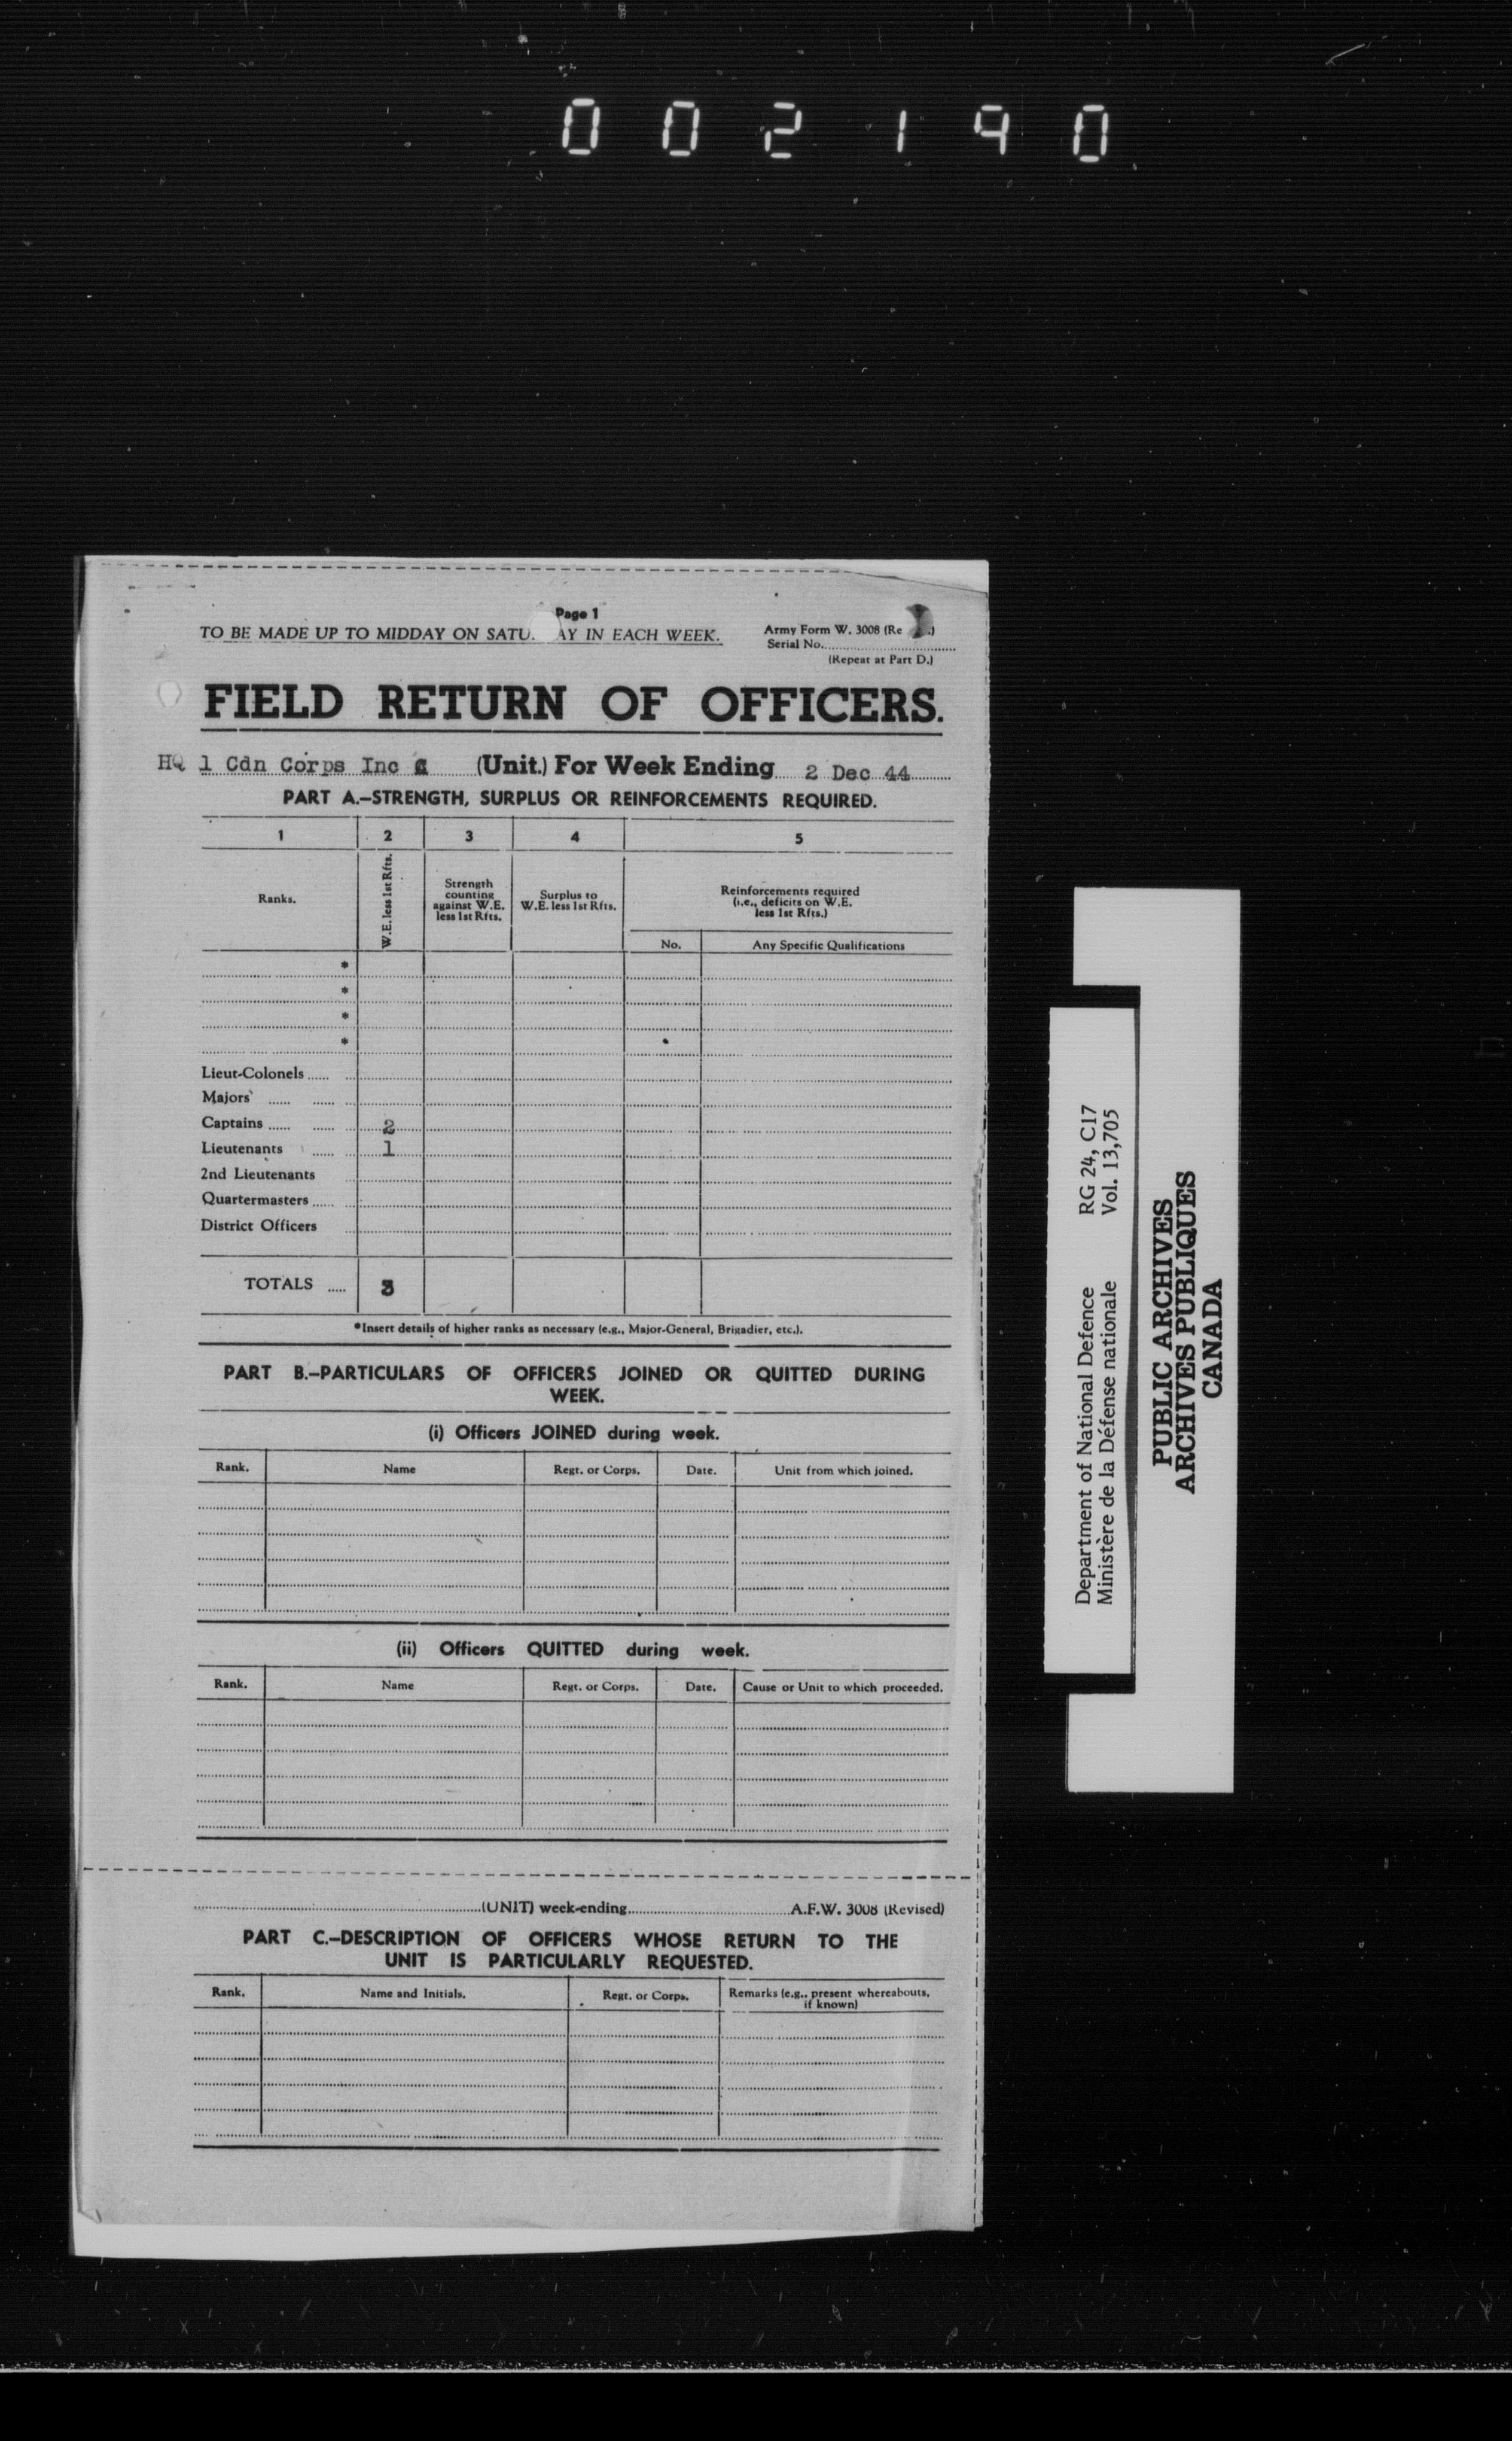 002190
Page 1
TO BE MADE UP TO MIDDAY ON SATU. AY IN EACH WEEK.
Army Form W. 3008 (Re .)
Serial No.
(Repeat at Part D.)
FIELD RETURN OF OFFICERS.
HQ 1 Cdn Corps Inc (Unit.) For Week Ending 2 Dec 44
PART A.-STRENGTH, SURPLUS OR REINFORCEMENTS REQUIRED.
1 2 3 4 5
Ranks.
W.E. less 1st Rfts.
Strength
counting
against W.E.
less 1st Rfts.
Surplus to
W.E. less 1st Rfts.
Reinforcements required
(i.e., deficits on W.E.
less 1st Rfts.)
No. Any Specific Qualifications
*
*
*
*
Lieut-Colonels
Majors
Captains 2
Lieutenants 1
2nd Lieutenants
Quartermasters
District Officers
TOTALS 3
*Insert details of higher ranks as necessary (e.g., Major-General, Brigadier, etc.).
PART B.-PARTICULARS OF OFFICERS JOINED OR QUITTED DURING
WEEK.
(i) Officers JOINED during week.
Rank. Name Regt. or Corps. Date. Unit from which joined.
(ii) Officers QUITTED during week.
Rank. Name Regt. or Corps. Date. Cause or Unit to which proceeded.
(UNIT) week-ending A.F.W. 3008 (Revised)
PART C.-DESCRIPTION OF OFFICERS WHOSE RETURN TO THE
UNIT IS PARTICULARLY REQUESTED.
Rank. Name and Initials. Regt. or Corps. Remarks (e.g., present whereabouts,
if known)
Department of National Defence RG 24, C17
Ministère de la Défense nationale Vol. 13,705
PUBLIC ARCHIVES
ARCHIVES PUBLIQUES
CANADA